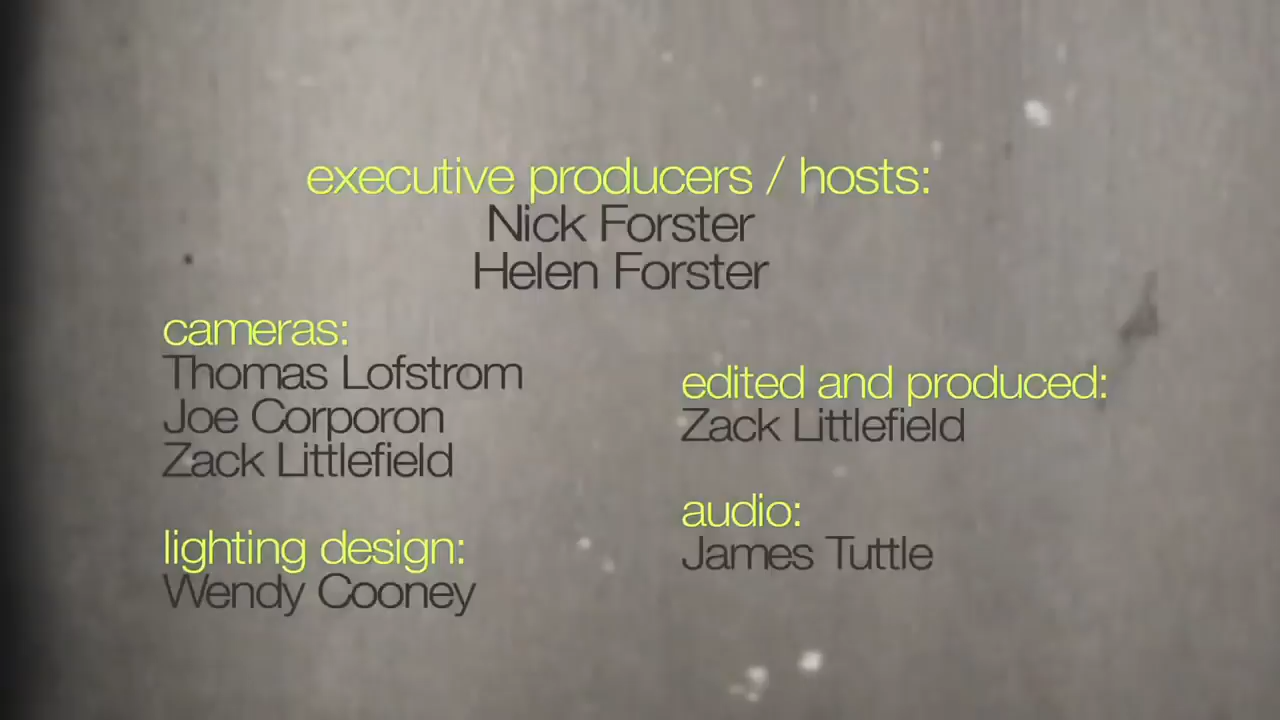 executive producers / hosts:
Nick Forster
Helen Forster
cameras:
Thomas Lofstrom
Joe Corporon
Zack Littlefield
lighting design:
Wendy Cooney
edited and produced:
Zack Littlefield
audio:
James Tuttle